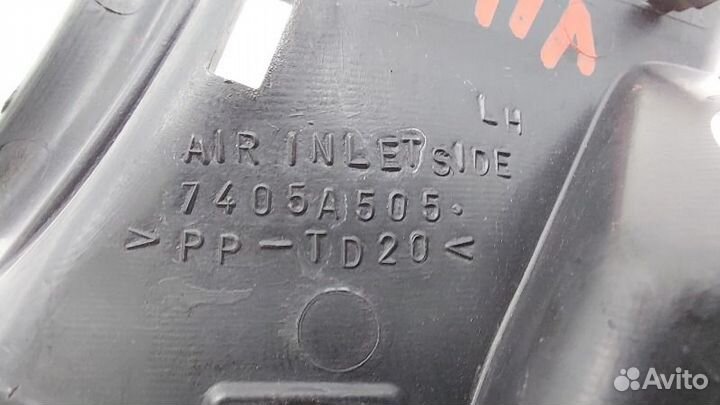 LH
AIR INLET SIDE
7405A505.
>PP-TD20<
Avito